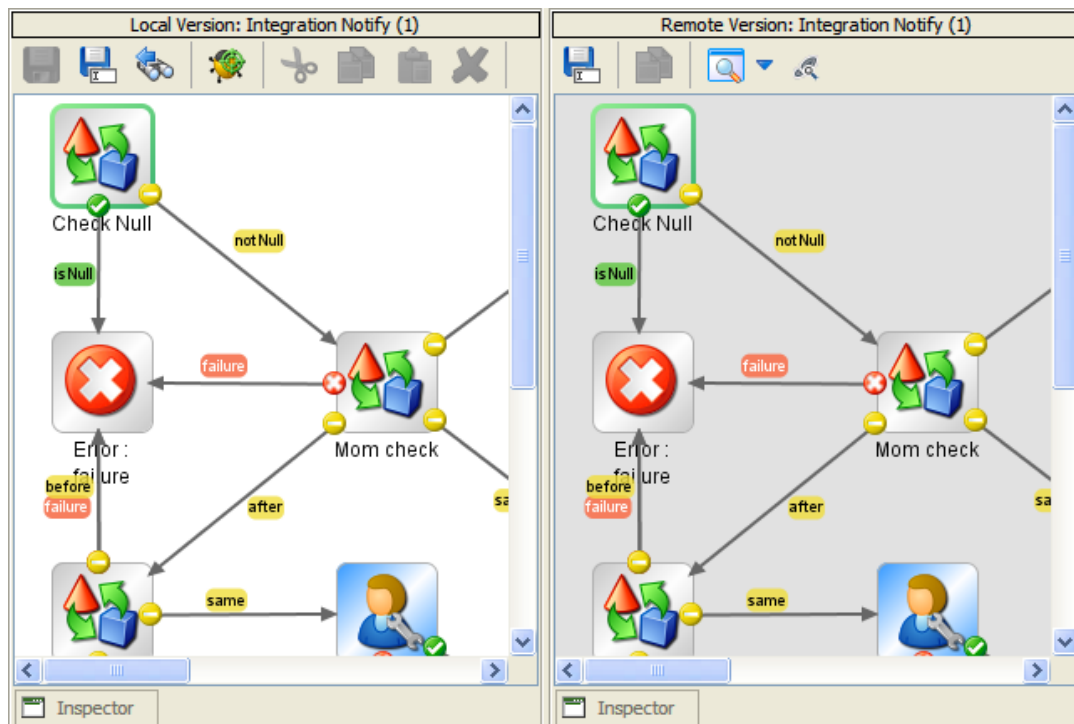 Local Version: Integration Notify (1)
Check Null
notNull
isNull
failure
Error :
failure
Mom check
before
failure
after
same
Inspector
Remote Version: Integration Notify (1)
Check Null
notNull
isNull
failure
Error :
failure
Mom check
before
failure
after
sa
same
Inspector